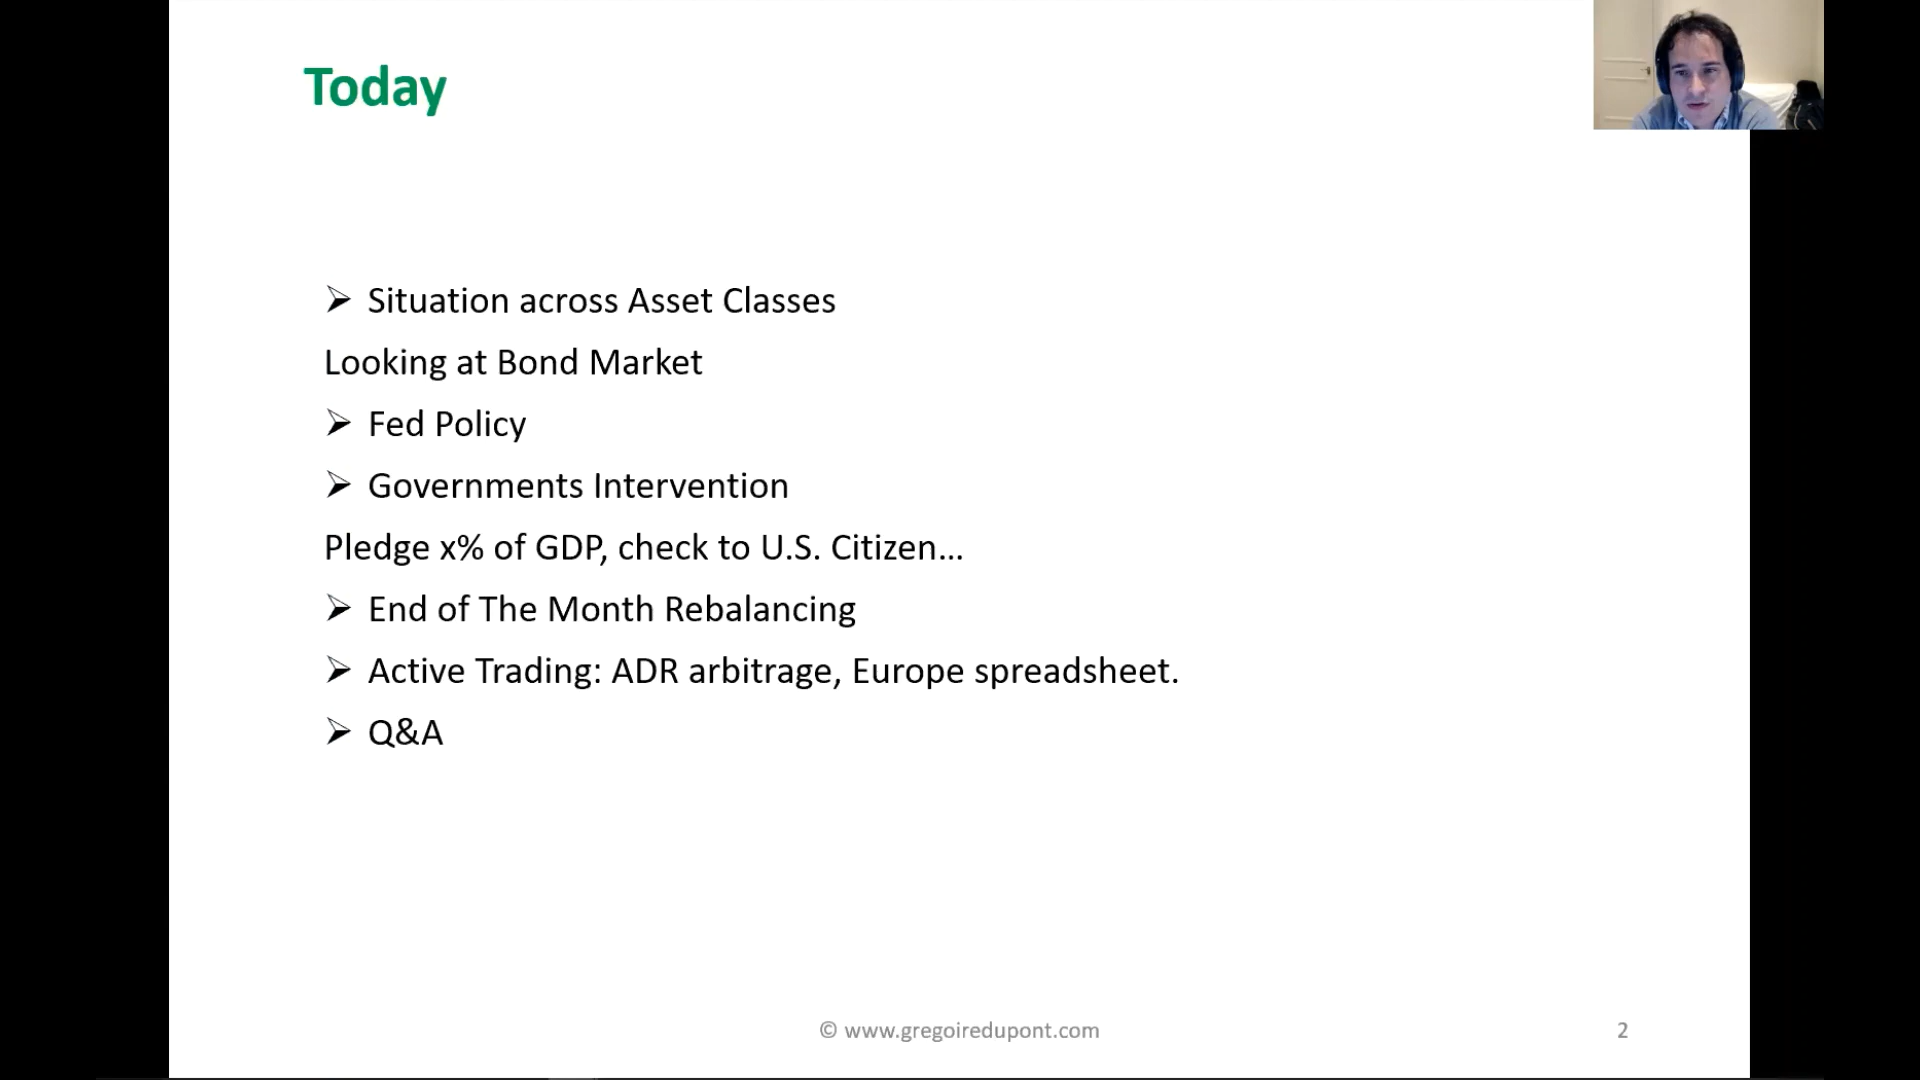 Today
➢ Situation across Asset Classes
Looking at Bond Market
➢ Fed Policy
➢ Governments Intervention
Pledge x% of GDP, check to U.S. Citizen…
➢ End of The Month Rebalancing
➢ Active Trading: ADR arbitrage, Europe spreadsheet.
➢ Q&A
© www.gregoiredupont.com
2